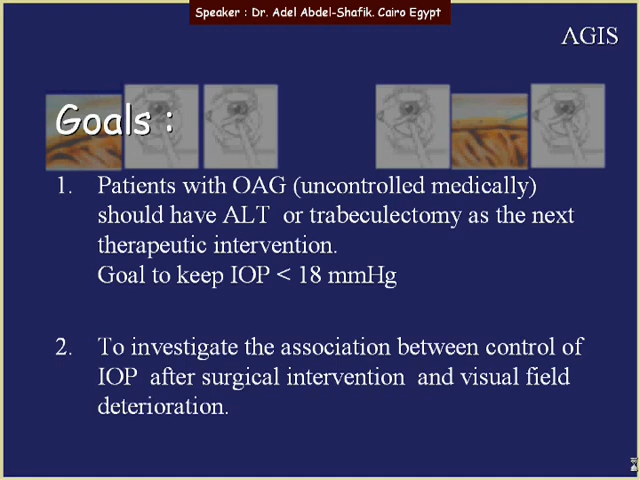 Speaker : Dr. Adel Abdel-Shafik. Cairo Egypt
AGIS
Goals :
1. Patients with OAG (uncontrolled medically)
should have ALT or trabeculectomy as the next
therapeutic intervention.
Goal to keep IOP < 18 mmHg
2. To investigate the association between control of
IOP after surgical intervention and visual field
deterioration.